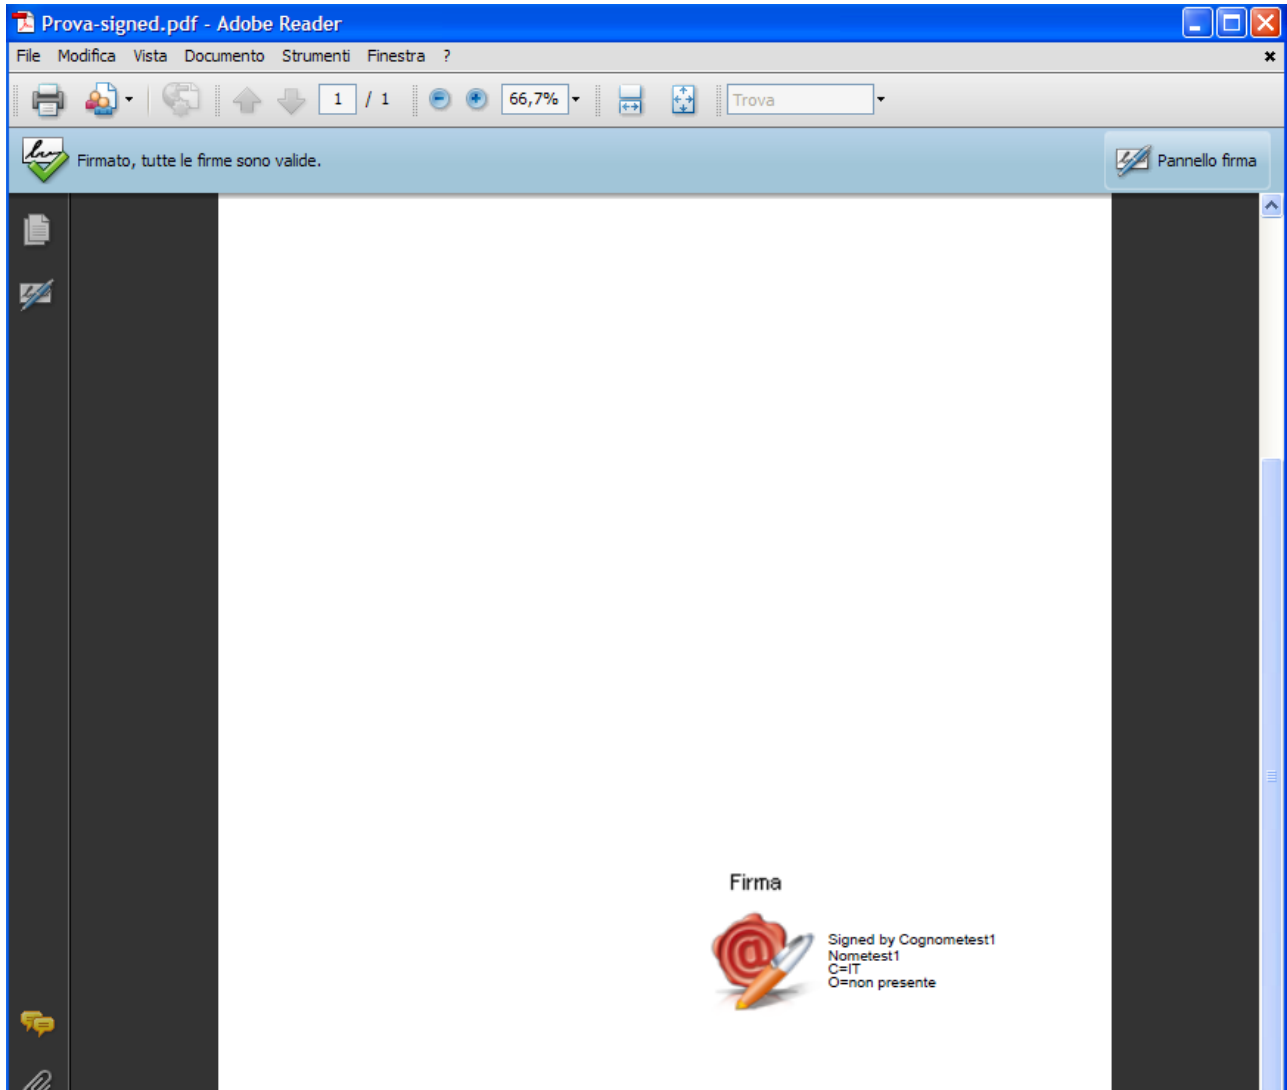 Prova-signed.pdf - Adobe Reader
File Modifica Vista Documento Strumenti Finestra ?
1 / 1 66,7% Trova
Firmato, tutte le firme sono valide. Pannello firma
Firma
Signed by Cognometest1
Nometest1
C=IT
O=non presente